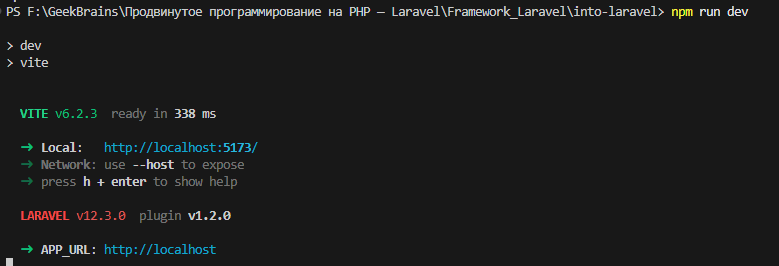 PS F:\GeekBrains\Продвинутое программирование на PHP — Laravel\Framework_Laravel\into-laravel> npm run dev
> dev
> vite
VITE v6.2.3 ready in 338 ms
➜ Local: http://localhost:5173/
➜ Network: use --host to expose
➜ press h + enter to show help
LARAVEL v12.3.0 plugin v1.2.0
➜ APP_URL: http://localhost